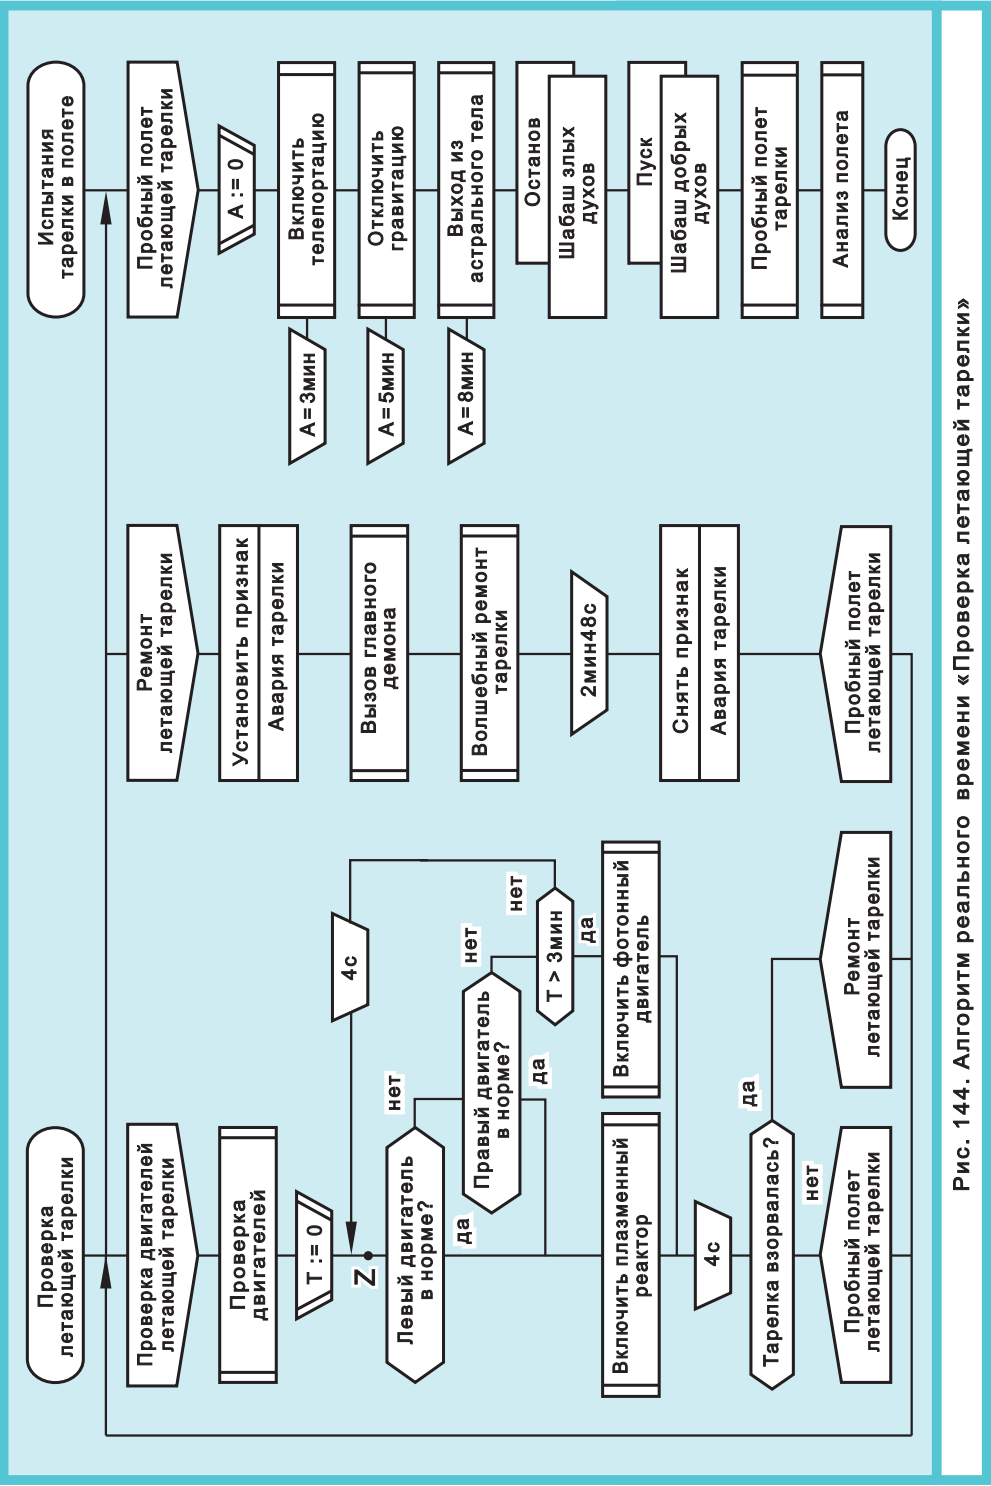 Проверка
летающей тарелки
Проверка двигателей
летающей тарелки
Проверка
двигателей
T := 0
Z
Левый двигатель
в норме?
да
нет
Правый двигатель
в норме?
да
нет
T > 3мин
да
нет
4с
Включить плазменный
реактор
Включить фотонный
двигатель
4с
Тарелка взорвалась?
нет
да
Пробный полет
летающей тарелки
Ремонт
летающей тарелки
Ремонт
летающей тарелки
Установить признак
Авария тарелки
Вызов главного
демона
Волшебный ремонт
тарелки
2мин48с
Снять признак
Авария тарелки
Пробный полет
летающей тарелки
Испытания
тарелки в полете
Пробный полет
летающей тарелки
A := 0
A=3мин
Включить
телепортацию
A=5мин
Отключить
гравитацию
A=8мин
Выход из
астрального тела
Останов
Шабаш злых
духов
Пуск
Шабаш добрых
духов
Пробный полет
тарелки
Анализ полета
Конец
Рис. 144. Алгоритм реального времени «Проверка летающей тарелки»